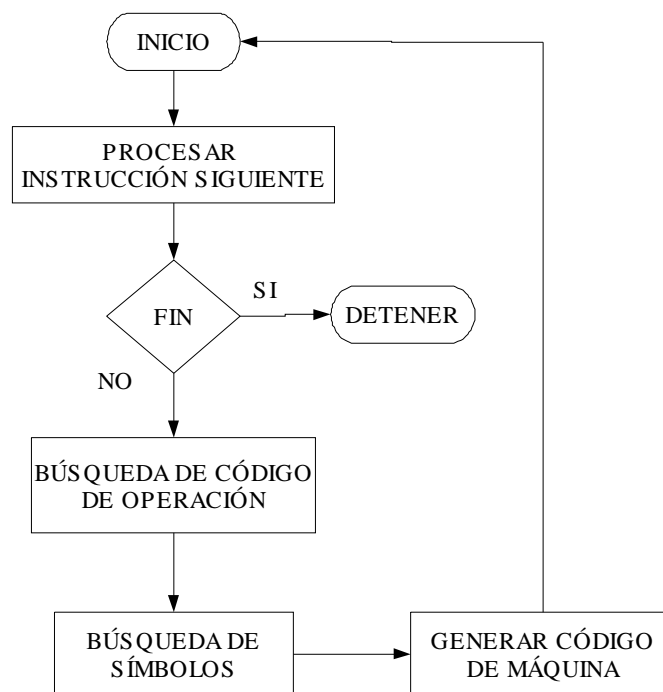 INICIO
PROCESAR
INSTRUCCIÓN SIGUIENTE
FIN
SI
DETENER
NO
BÚSQUEDA DE CÓDIGO
DE OPERACIÓN
BÚSQUEDA DE
SÍMBOLOS
GENERAR CÓDIGO
DE MÁQUINA